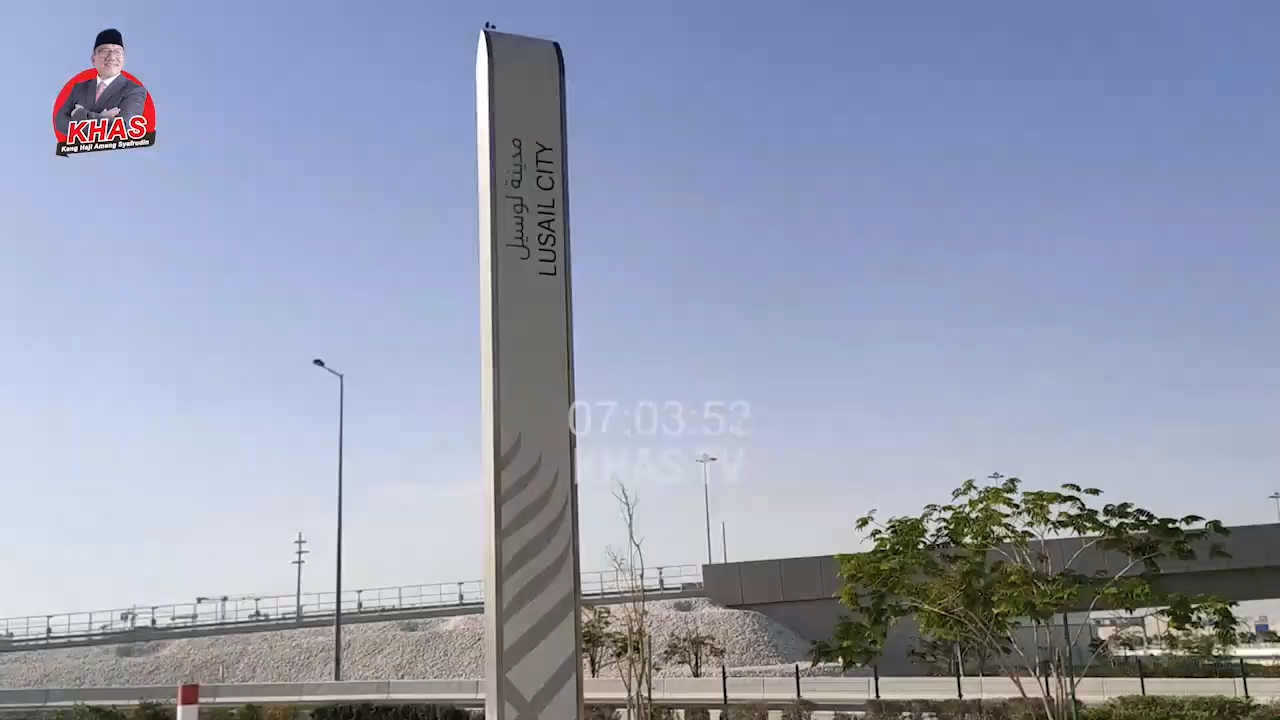 KHAS
Kang Haji Amang Syafrudin
مدينة لوسيل
LUSAIL CITY
07:03:52
KHAS TV